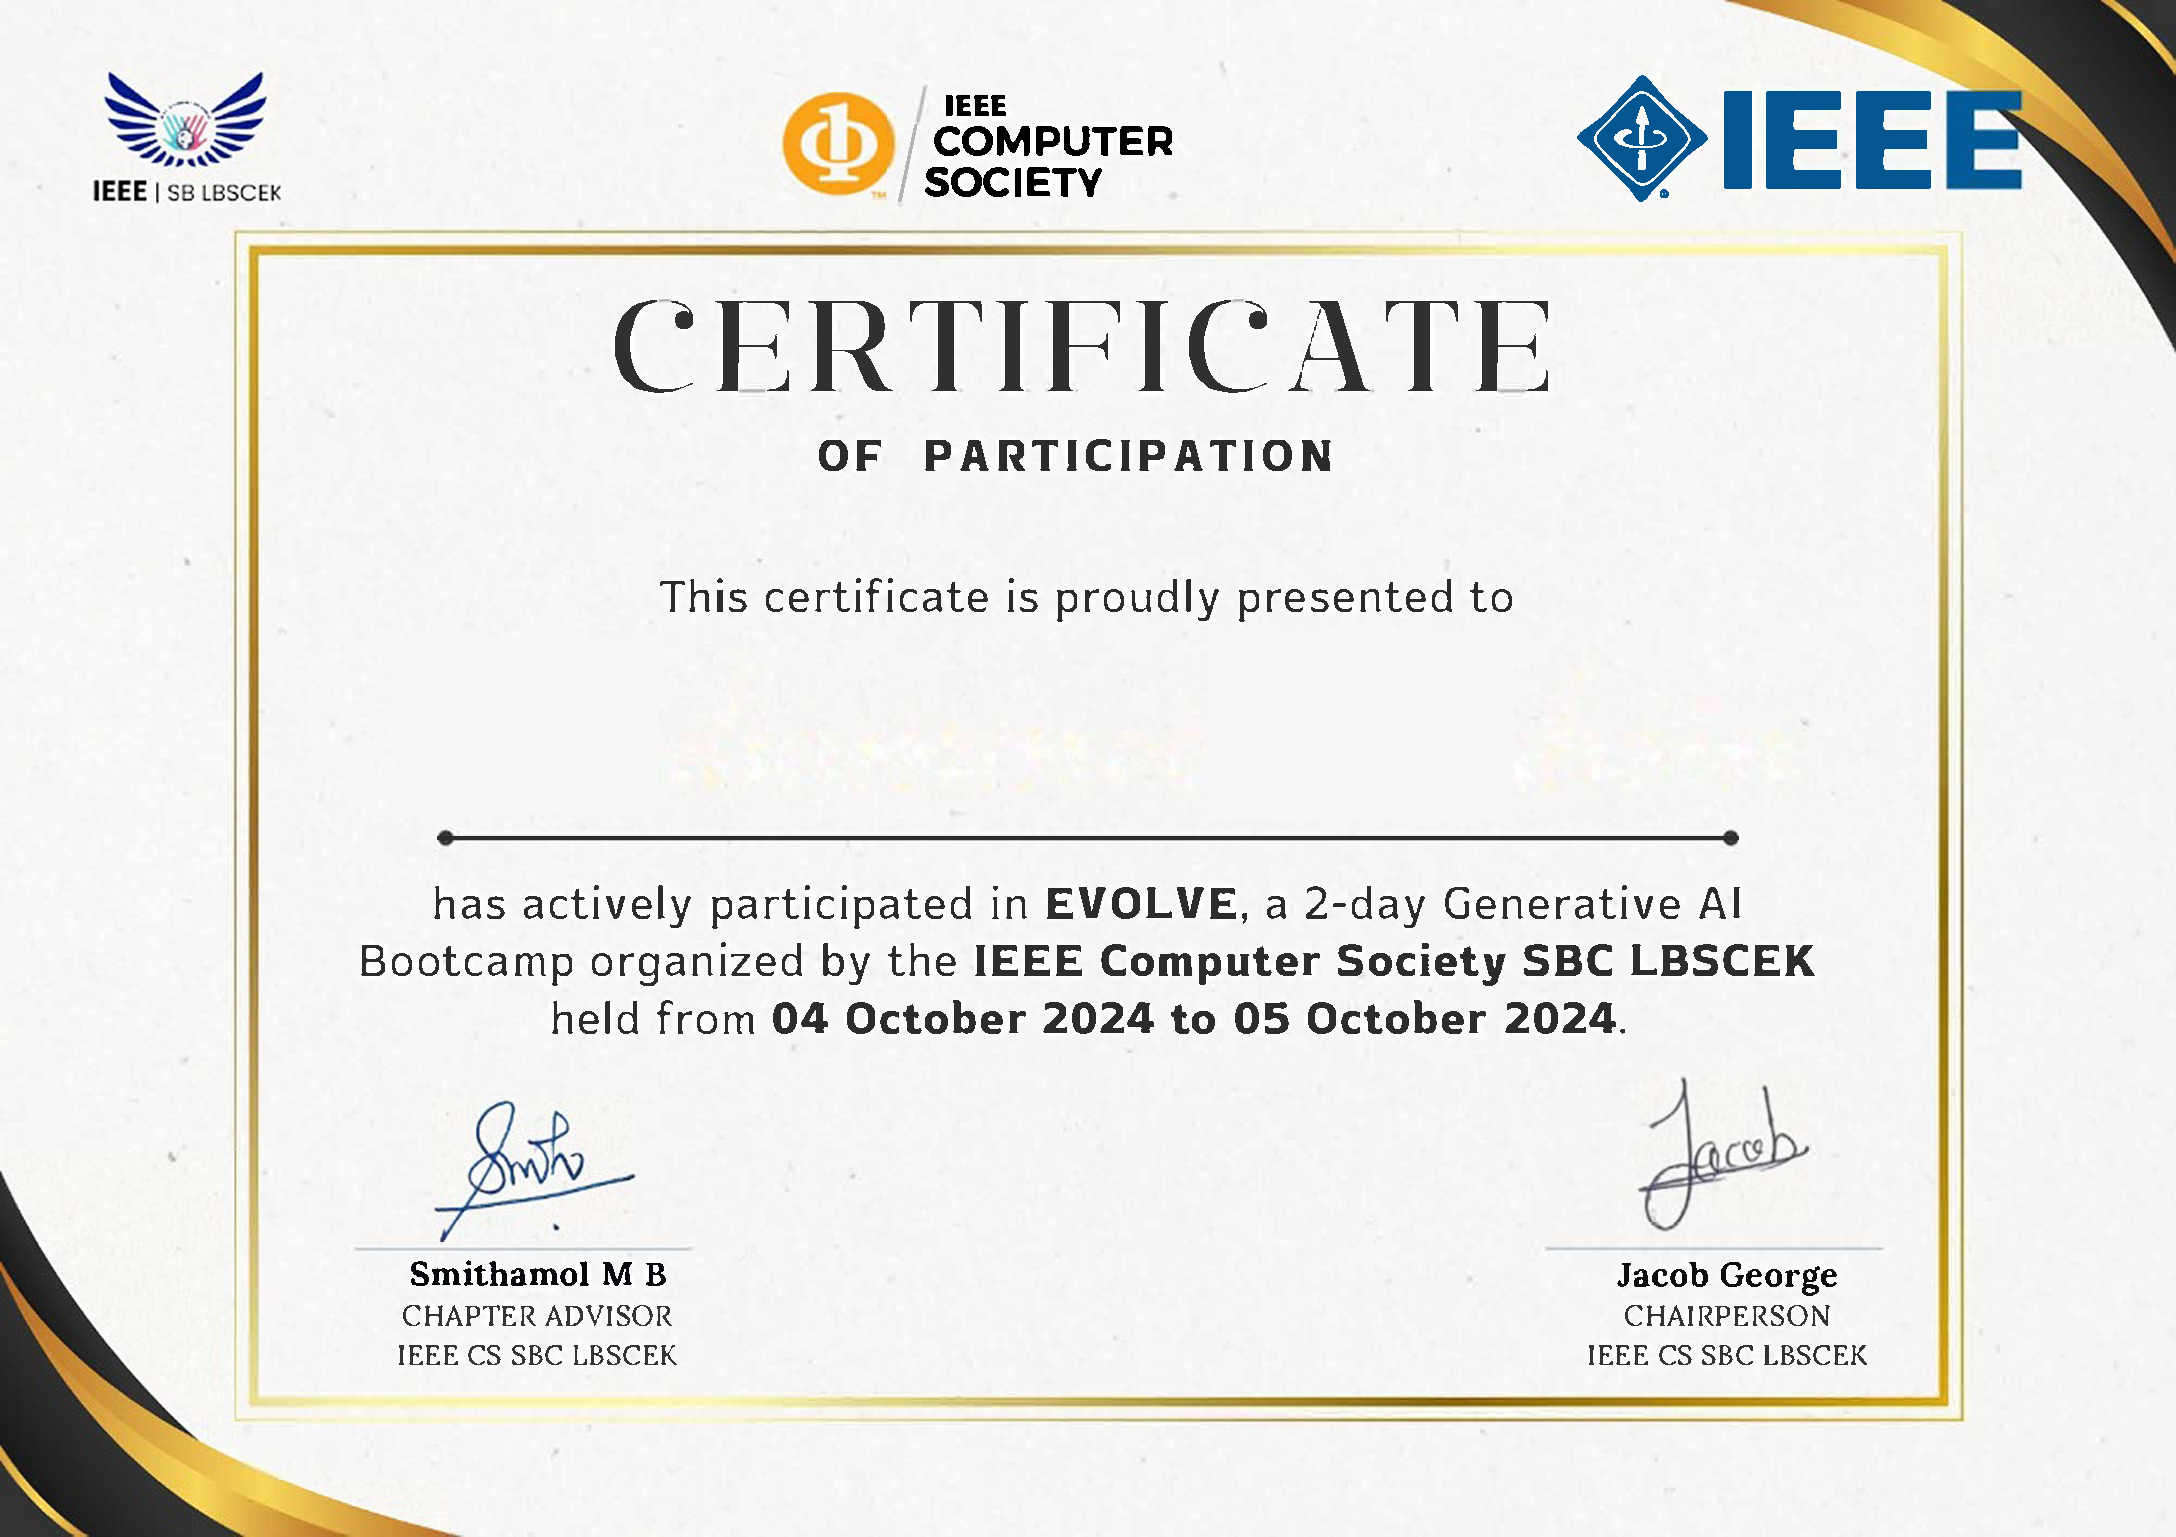 IEEE | SB LBSCEK
IEEE
COMPUTER
SOCIETY
TM
IEEE
CERTIFICATE
OF PARTICIPATION
This certificate is proudly presented to
has actively participated in EVOLVE, a 2-day Generative AI
Bootcamp organized by the IEEE Computer Society SBC LBSCEK
held from 04 October 2024 to 05 October 2024.
Jacob
Smithamol M B
CHAPTER ADVISOR
IEEE CS SBC LBSCEK
Jacob George
CHAIRPERSON
IEEE CS SBC LBSCEK